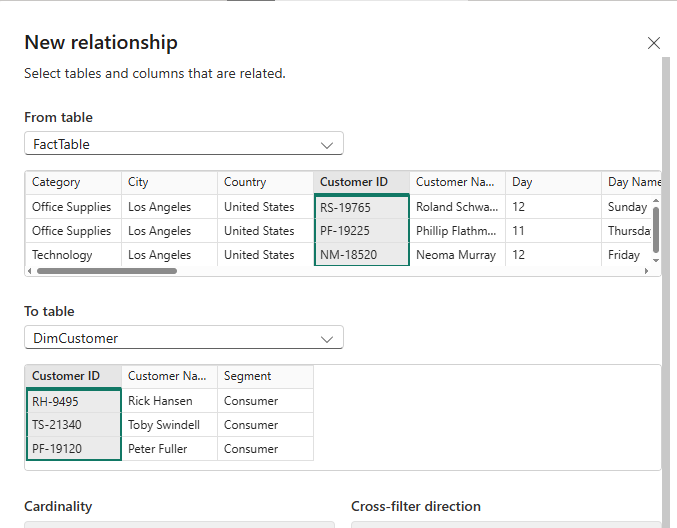 New relationship
Select tables and columns that are related.
From table
FactTable
Category City Country Customer ID Customer Na... Day Day Name
Office Supplies Los Angeles United States RS-19765 Roland Schwa... 12 Sunday
Office Supplies Los Angeles United States PF-19225 Phillip Flathm... 11 Thursda
Technology Los Angeles United States NM-18520 Neoma Murray 12 Friday
To table
DimCustomer
Customer ID Customer Na... Segment
RH-9495 Rick Hansen Consumer
TS-21340 Toby Swindell Consumer
PF-19120 Peter Fuller Consumer
Cardinality Cross-filter direction